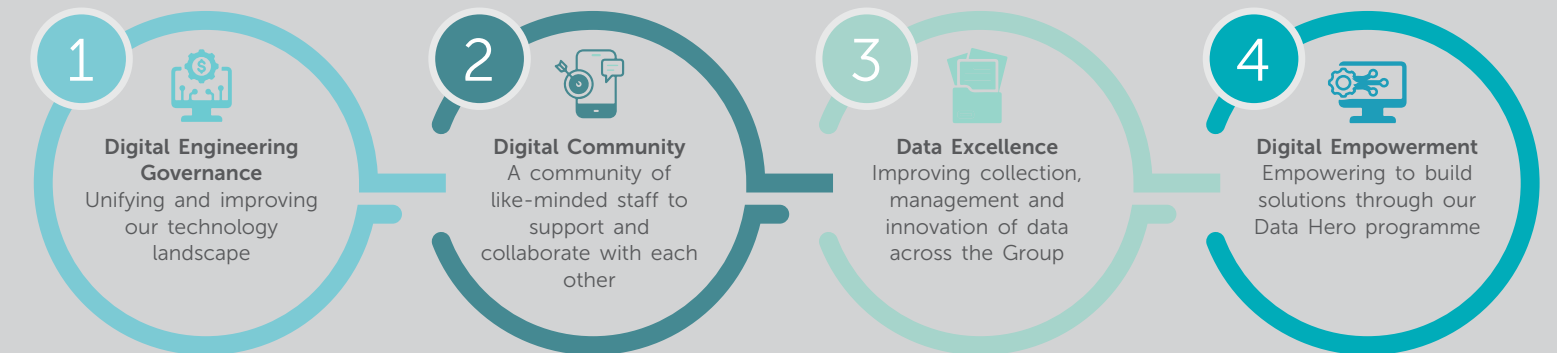 1
Digital Engineering
Governance
Unifying and improving
our technology
landscape
2
Digital Community
A community of
like-minded staff to
support and
collaborate with each
other
3
Data Excellence
Improving collection,
management and
innovation of data
across the Group
4
Digital Empowerment
Empowering to build
solutions through our
Data Hero programme